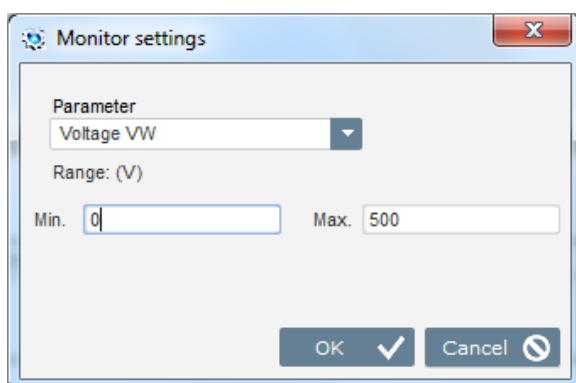 Monitor settings
Parameter
Voltage VW
Range: (V)
Min. 0 Max. 500
OK Cancel